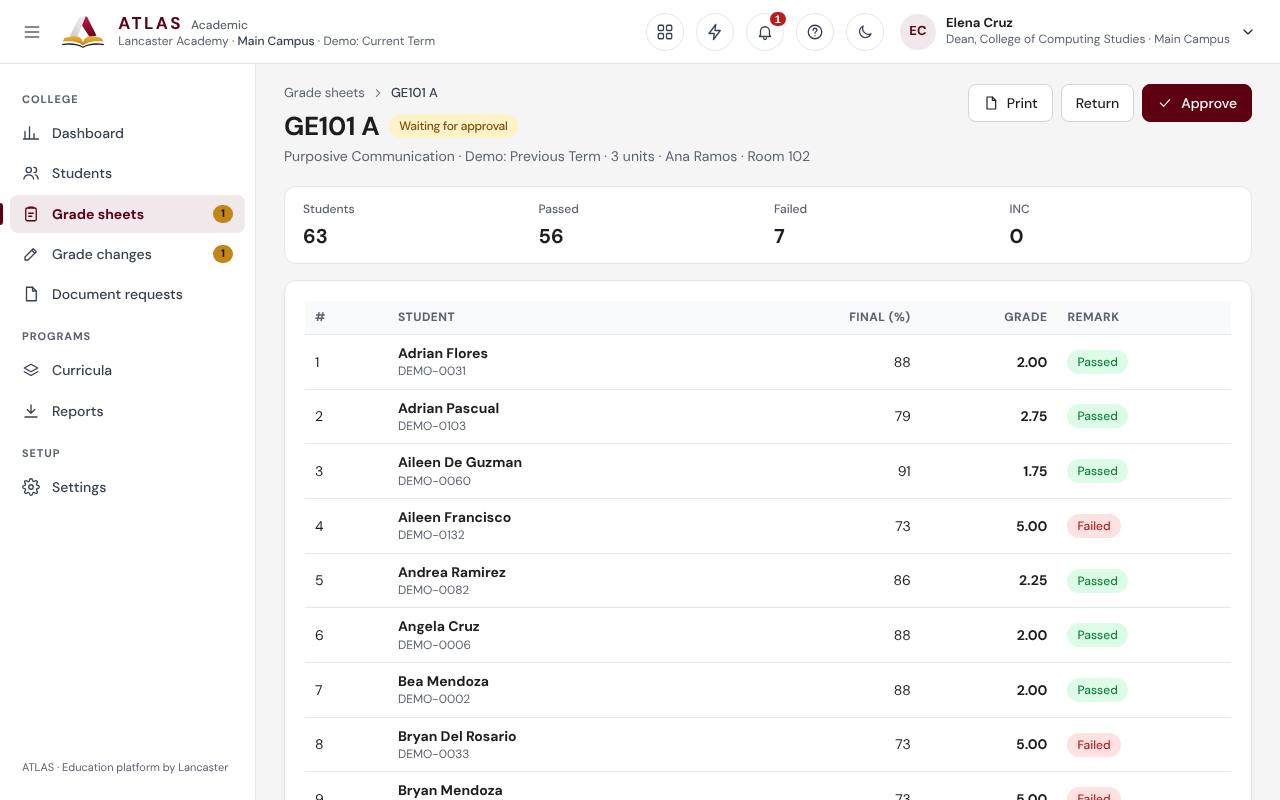 ATLAS Academic
Lancaster Academy · Main Campus · Demo: Current Term
1
EC
Elena Cruz
Dean, College of Computing Studies · Main Campus
COLLEGE
Dashboard
Students
Grade sheets 1
Grade changes 1
Document requests
PROGRAMS
Curricula
Reports
SETUP
Settings
ATLAS · Education platform by Lancaster
Grade sheets > GE101 A
GE101 A Waiting for approval
Purposive Communication · Demo: Previous Term · 3 units · Ana Ramos · Room 102
Print Return Approve
Students Passed Failed INC
63 56 7 0
# STUDENT FINAL (%) GRADE REMARK
1 Adrian Flores 88 2.00 Passed
DEMO-0031
2 Adrian Pascual 79 2.75 Passed
DEMO-0103
3 Aileen De Guzman 91 1.75 Passed
DEMO-0060
4 Aileen Francisco 73 5.00 Failed
DEMO-0132
5 Andrea Ramirez 86 2.25 Passed
DEMO-0082
6 Angela Cruz 88 2.00 Passed
DEMO-0006
7 Bea Mendoza 88 2.00 Passed
DEMO-0002
8 Bryan Del Rosario 73 5.00 Failed
DEMO-0033
9 Bryan Mendoza 73 5.00 Failed